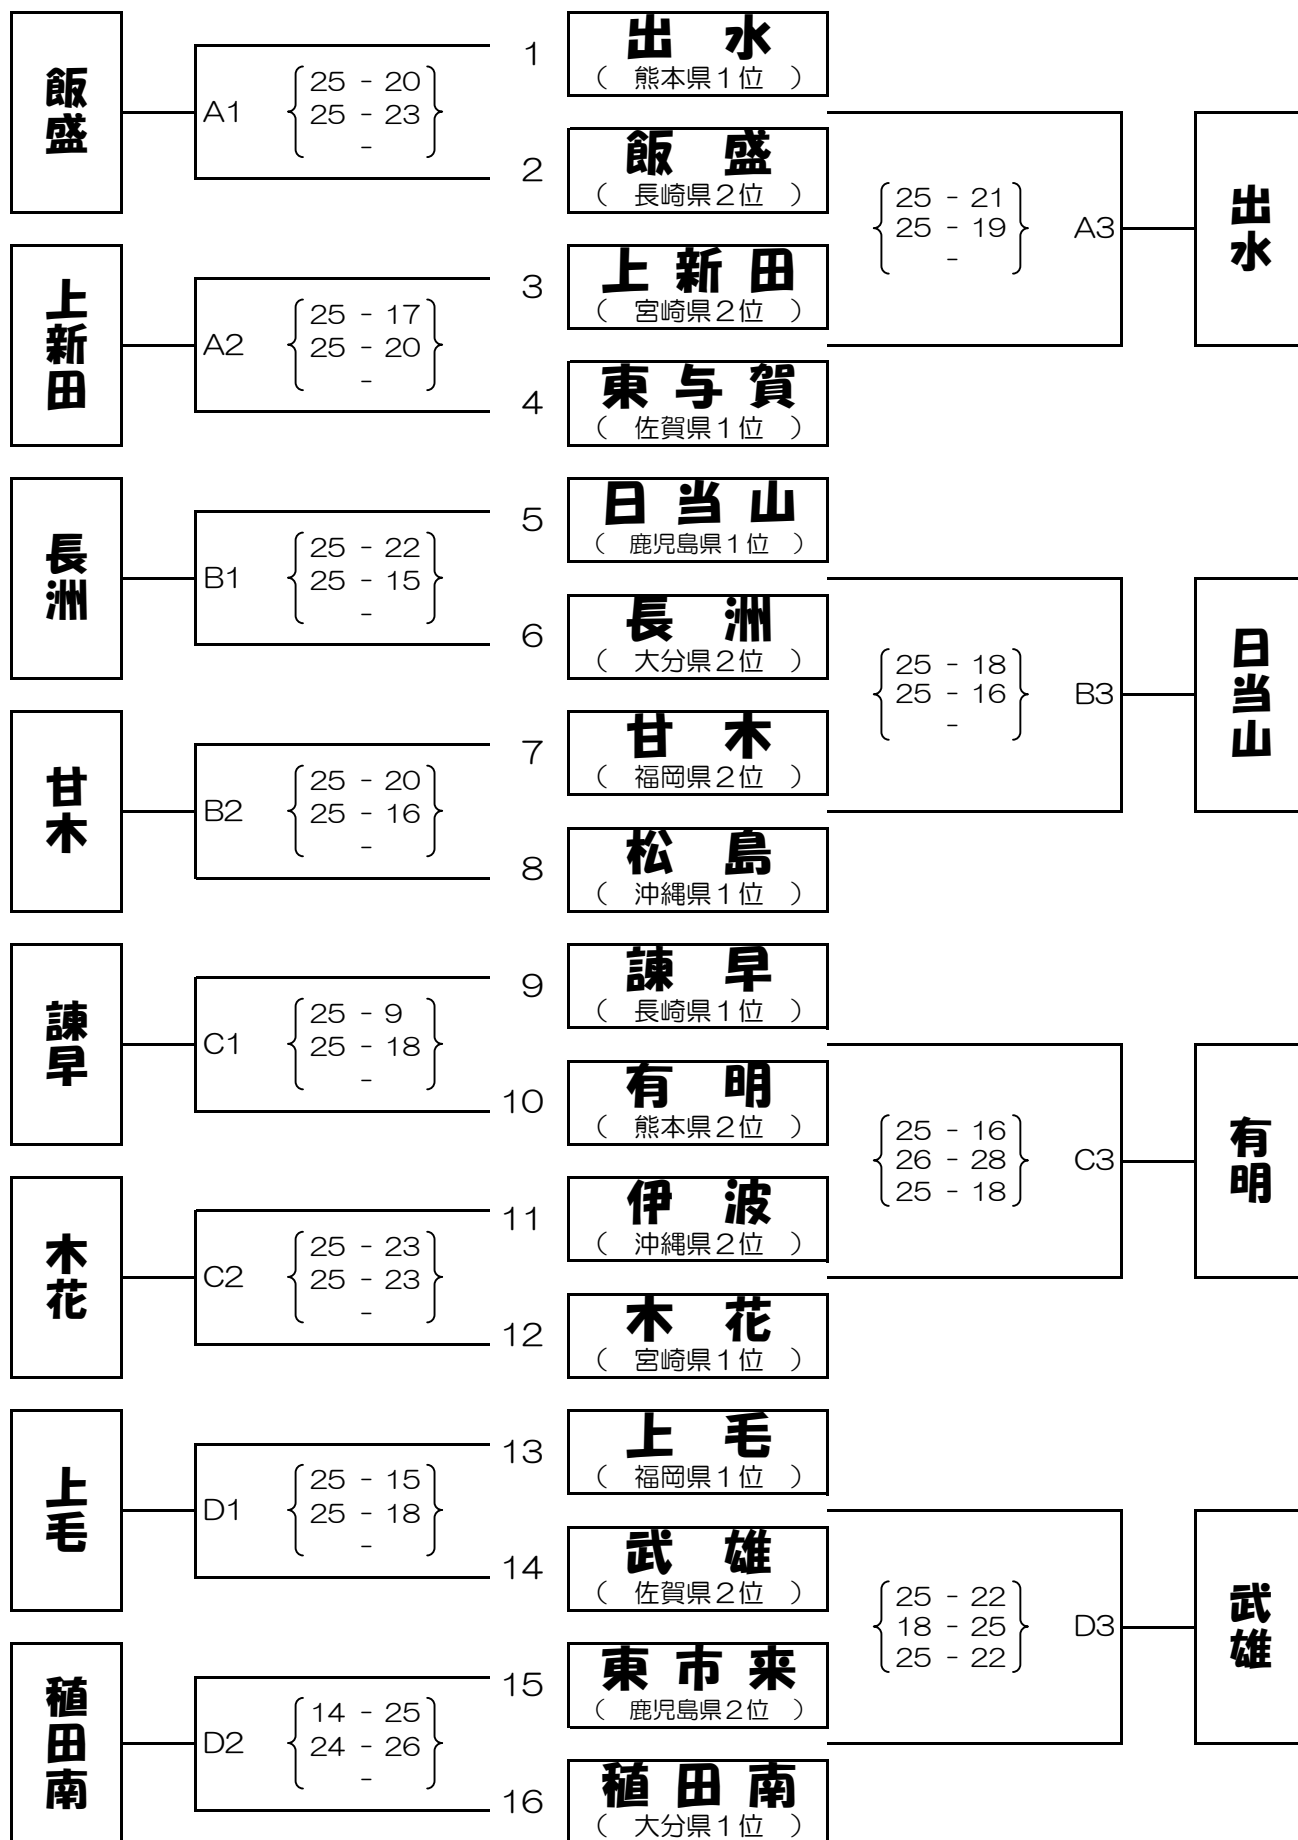 飯盛
A1
25 - 20
25 - 23
-
1
出 水
（ 熊本県１位 ）
2
飯 盛
（ 長崎県２位 ）
25 - 21
25 - 19
-
A3
出水
上新田
A2
25 - 17
25 - 20
-
3
上 新 田
（ 宮崎県２位 ）
4
東 与 賀
（ 佐賀県１位 ）
長洲
B1
25 - 22
25 - 15
-
5
日 当 山
（ 鹿児島県１位 ）
6
長 洲
（ 大分県２位 ）
25 - 18
25 - 16
-
B3
日当山
甘木
B2
25 - 20
25 - 16
-
7
甘 木
（ 福岡県２位 ）
8
松 島
（ 沖縄県１位 ）
諫早
C1
25 - 9
25 - 18
-
9
諫 早
（ 長崎県１位 ）
10
有 明
（ 熊本県２位 ）
25 - 16
26 - 28
25 - 18
C3
有明
木花
C2
25 - 23
25 - 23
-
11
伊 波
（ 沖縄県２位 ）
12
木 花
（ 宮崎県１位 ）
上毛
D1
25 - 15
25 - 18
-
13
上 毛
（ 福岡県１位 ）
14
武 雄
（ 佐賀県２位 ）
25 - 22
18 - 25
25 - 22
D3
武雄
稙田南
D2
14 - 25
24 - 26
-
15
東 市 来
（ 鹿児島県２位 ）
16
稙 田 南
（ 大分県１位 ）